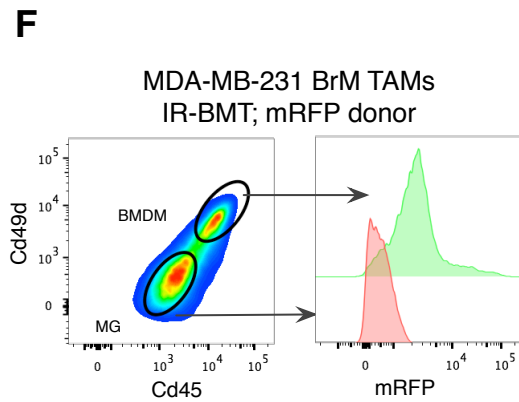 F
MDA-MB-231 BrM TAMs
IR-BMT; mRFP donor
Cd49d
10^5
10^4
10^3
0
BMDM
MG
0 10^3 10^4 10^5
Cd45
0 10^4 10^5
mRFP